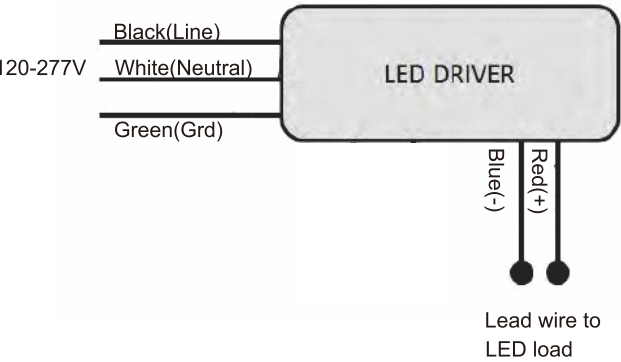 Black(Line)
120-277V
White(Neutral)
Green(Grd)
LED DRIVER
Blue(-)
Red(+)
Lead wire to
LED load